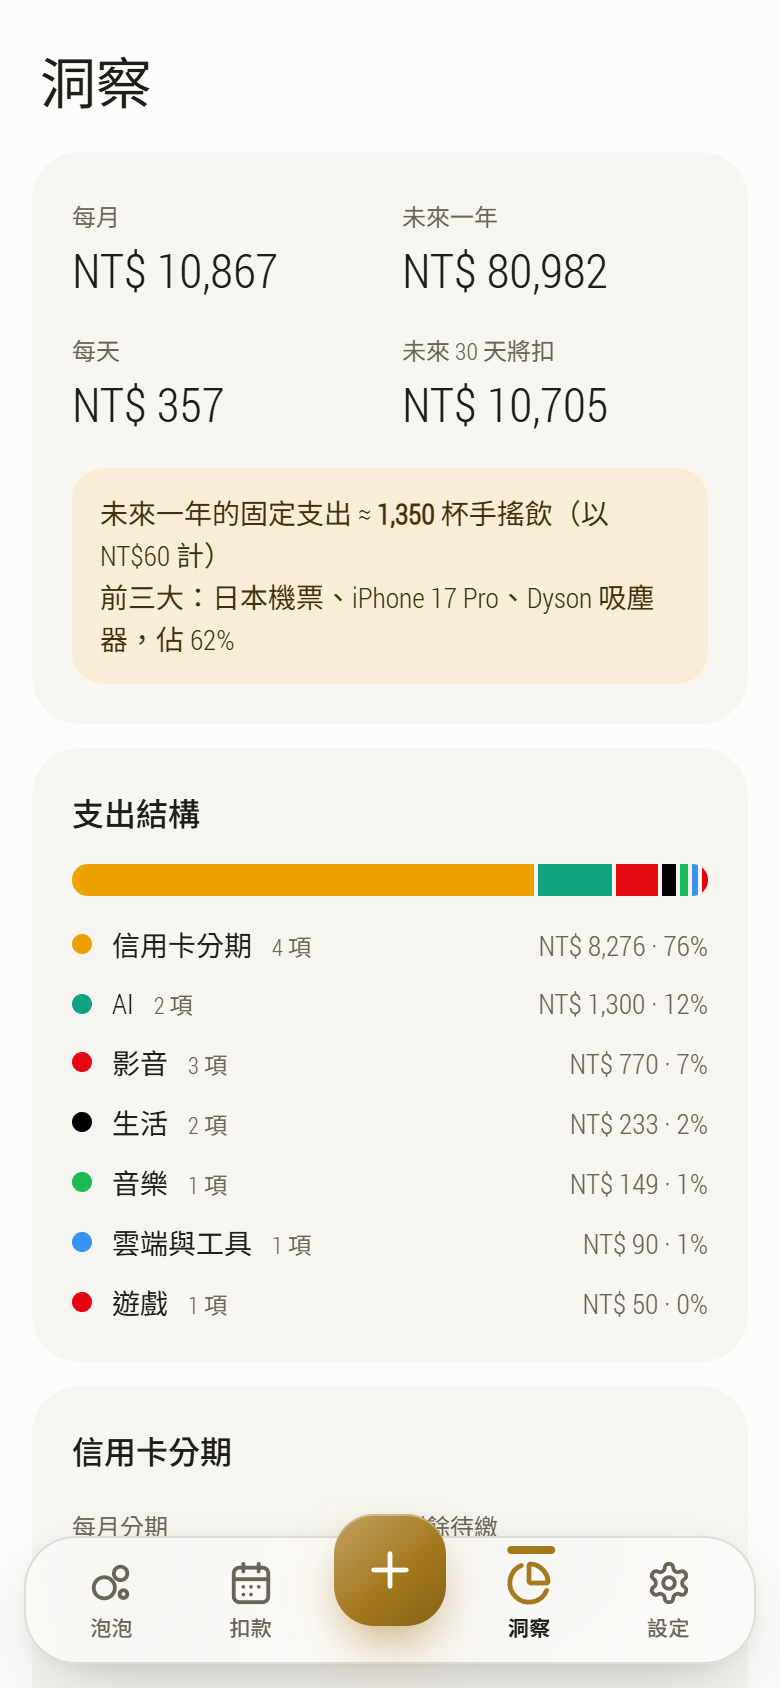 洞察
每月
NT$ 10,867
未來一年
NT$ 80,982
每天
NT$ 357
未來 30 天將扣
NT$ 10,705
未來一年的固定支出 ≈ 1,350 杯手搖飲（以
NT$60 計）
前三大：日本機票、iPhone 17 Pro、Dyson 吸塵
器，佔 62%
支出結構
信用卡分期 4 項 NT$ 8,276 · 76%
AI 2 項 NT$ 1,300 · 12%
影音 3 項 NT$ 770 · 7%
生活 2 項 NT$ 233 · 2%
音樂 1 項 NT$ 149 · 1%
雲端與工具 1 項 NT$ 90 · 1%
遊戲 1 項 NT$ 50 · 0%
信用卡分期
每月分期
餘待繳
泡泡
扣款
洞察
設定